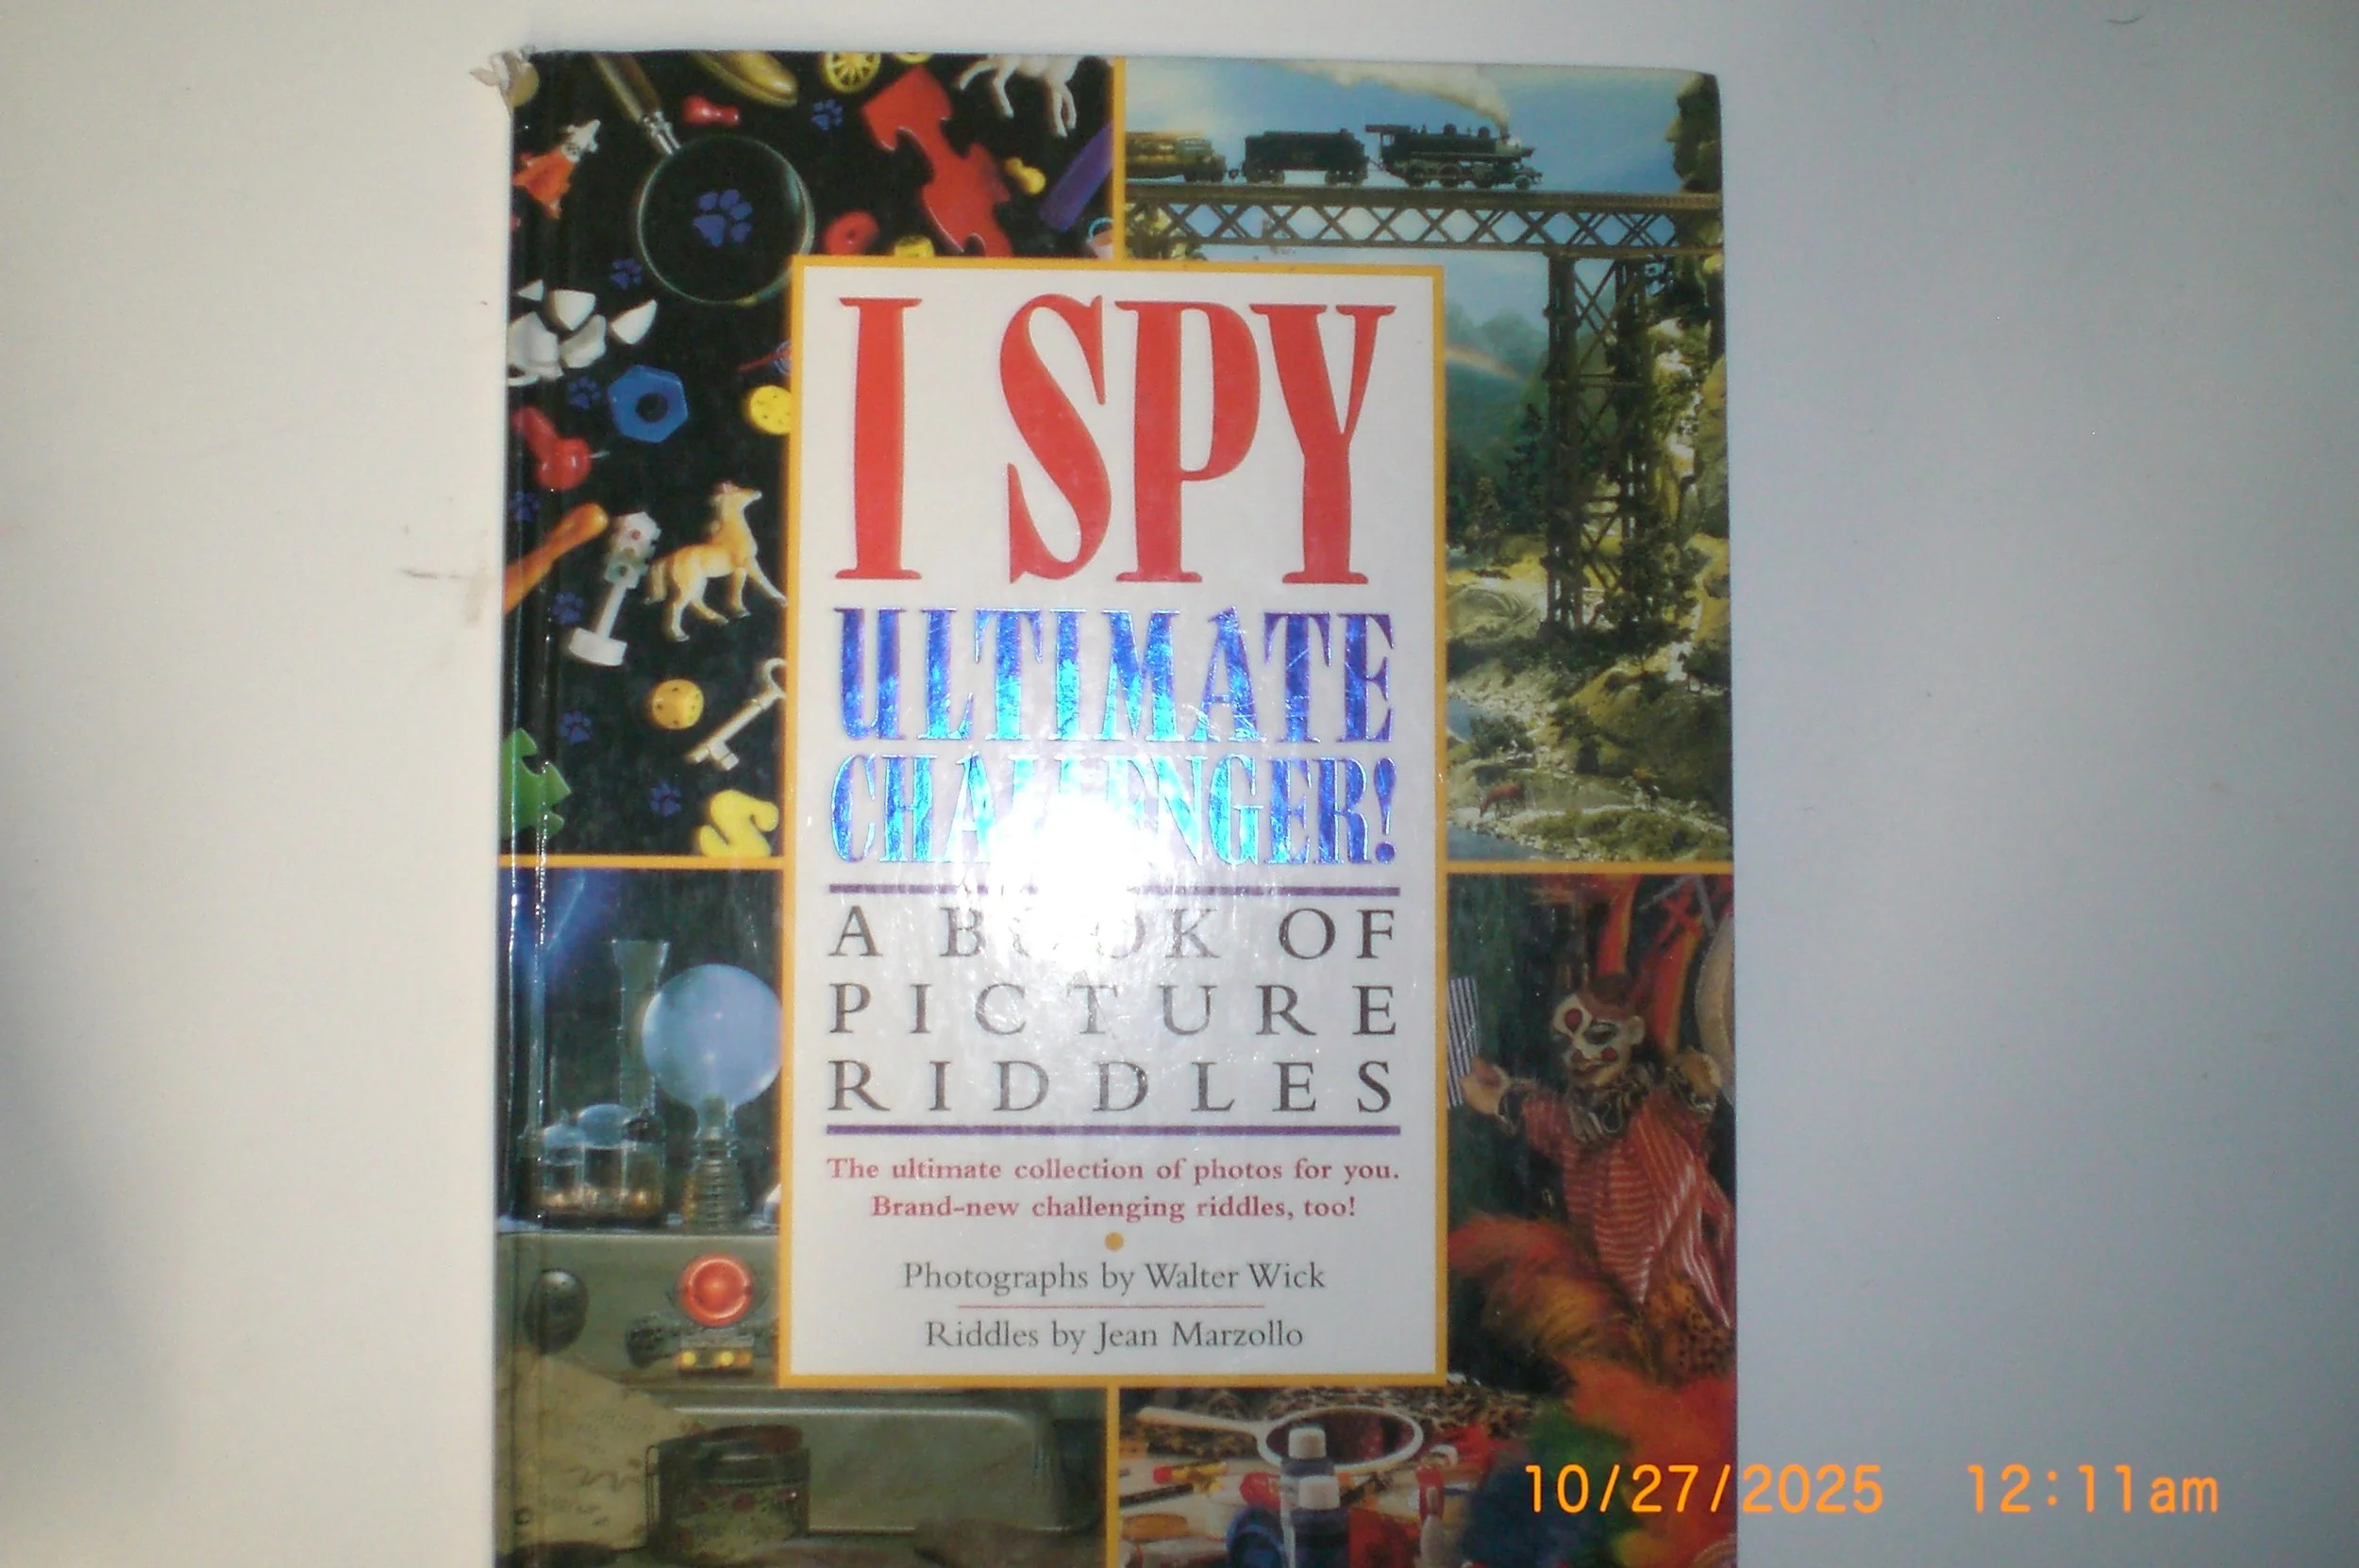 I SPY
ULTIMATE
CHALLENGER!
A BOOK OF
PICTURE
RIDDLES
The ultimate collection of photos for you.
Brand-new challenging riddles, too!
Photographs by Walter Wick
Riddles by Jean Marzollo
10/27/2025 12:11am